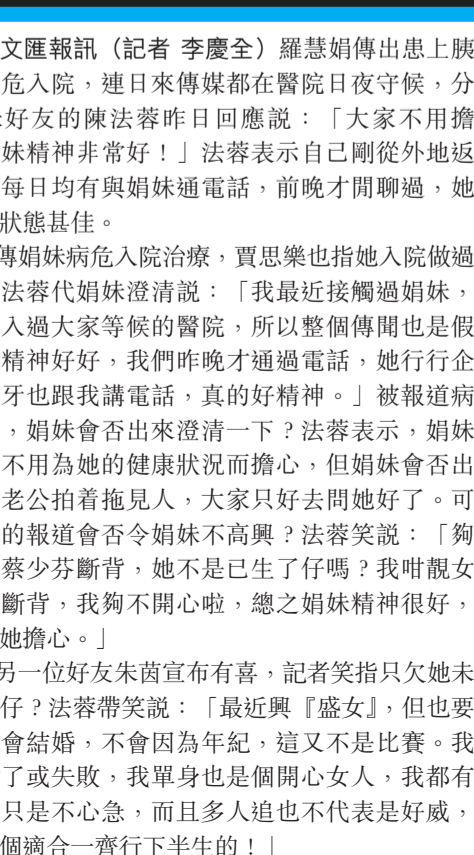 文匯報訊（記者 李慶全）羅慧娟傳出患上胰
危入院，連日來傳媒都在醫院日夜守候，分
好友的陳法蓉昨日回應說：「大家不用擔
妹精神非常好！」法蓉表示自己剛從外地返
每日均有與娟妹通電話，前晚才閒聊過，她
狀態甚佳。
傳娟妹病危入院治療，賈思樂也指她入院做過
法蓉代娟妹澄清說：「我最近接觸過娟妹，
入過大家等候的醫院，所以整個傳聞也是假
精神好好，我們昨晚才通過電話，她行行企
牙也跟我講電話，真的好精神。」被報道病
，娟妹會否出來澄清一下？法蓉表示，娟妹
不用為她的健康狀況而擔心，但娟妹會否出
老公拍着拖見人，大家只好去問她好了。可
的報道會否令娟妹不高興？法蓉笑說：「夠
蔡少芬斷背，她不是已生了仔嗎？我咁靚女
斷背，我夠不開心啦，總之娟妹精神很好，
她擔心。」
另一位好友朱茵宣布有喜，記者笑指只欠她未
仔？法蓉帶笑說：「最近興『盛女』，但也要
會結婚，不會因為年紀，這又不是比賽。我
了或失敗，我單身也是個開心女人，我都有
只是不心急，而且多人追也不代表是好威，
個適合一齊行下半生的！」